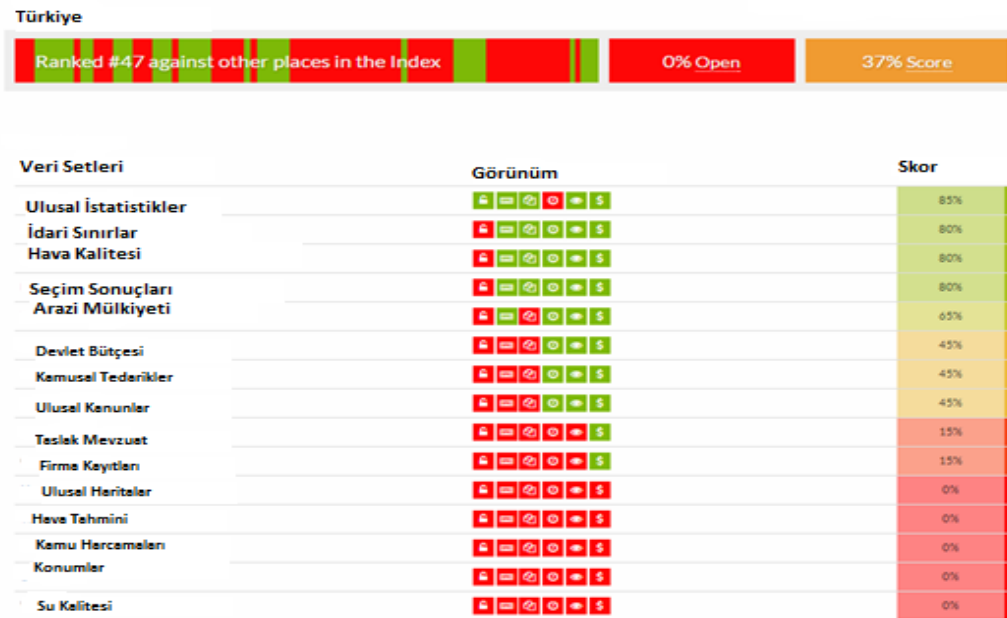 Türkiye
Ranked #47 against other places in the Index 0% Open 37% Score
Veri Setleri Görünüm Skor
Ulusal İstatistikler $ 85%
İdari Sınırlar $ 80%
Hava Kalitesi $ 80%
Seçim Sonuçları $ 80%
Arazi Mülkiyeti $ 65%
Devlet Bütçesi $ 45%
Kamusal Tedarikler $ 45%
Ulusal Kanunlar $ 45%
Taslak Mevzuat $ 15%
Firma Kayıtları $ 15%
Ulusal Haritalar $ 0%
Hava Tahmini $ 0%
Kamu Harcamaları $ 0%
Konumlar $ 0%
Su Kalitesi $ 0%